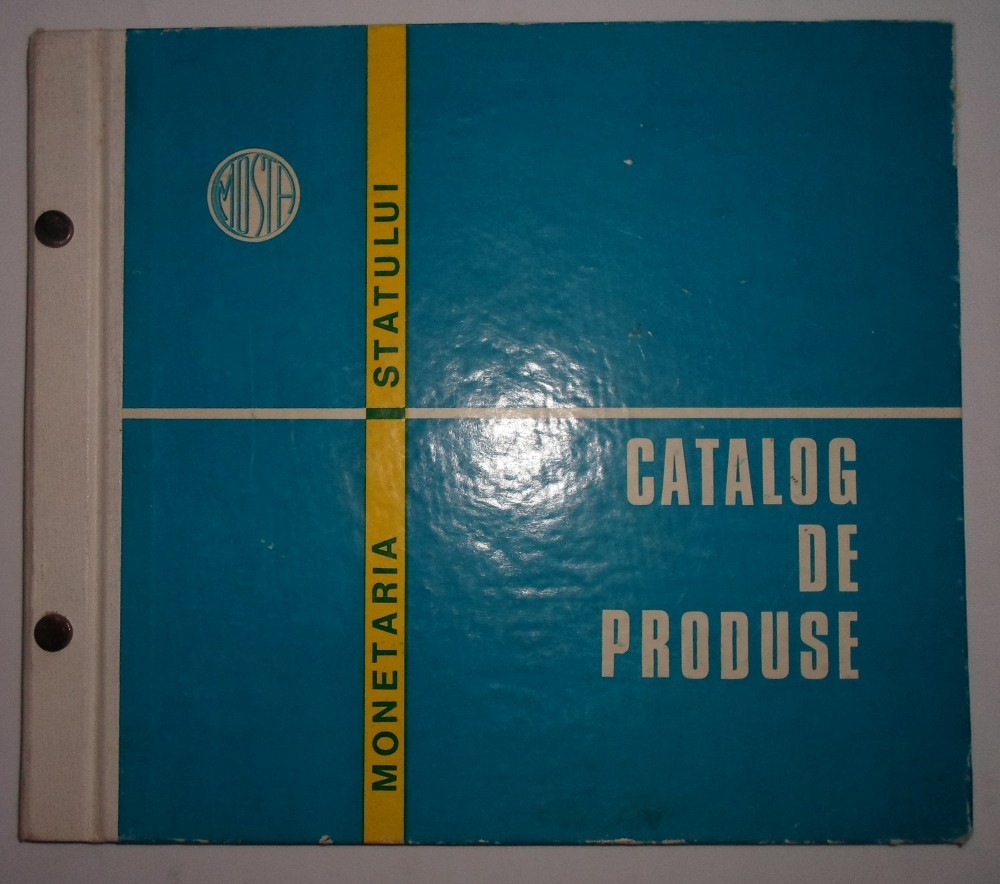 MOSTA
MONETARIA STATULUI
CATALOG
DE
PRODUSE